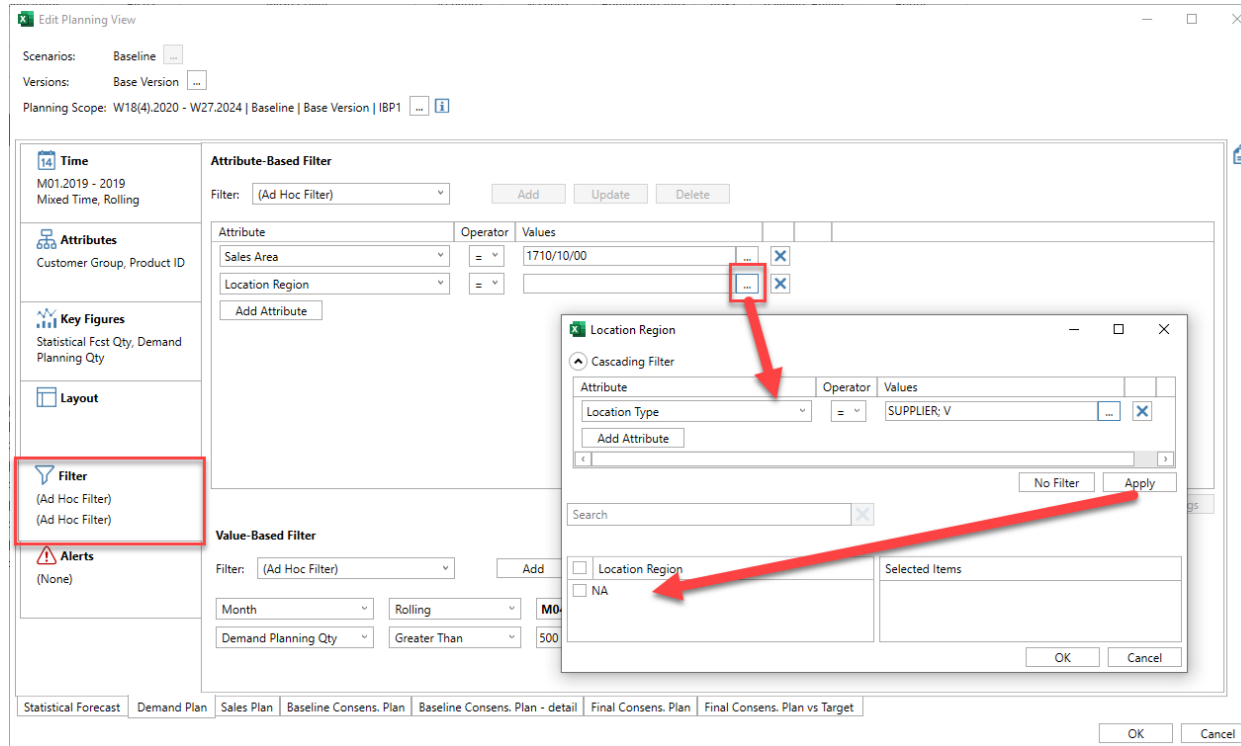 Edit Planning View
Scenarios: Baseline ...
Versions: Base Version ...
Planning Scope: W18(4).2020 - W27.2024 | Baseline | Base Version | IBP1 ... i
14 Time
M01.2019 - 2019
Mixed Time, Rolling
Attributes
Customer Group, Product ID
Key Figures
Statistical Fcst Qty, Demand
Planning Qty
Layout
Filter
(Ad Hoc Filter)
(Ad Hoc Filter)
Alerts
(None)
Attribute-Based Filter
Filter: (Ad Hoc Filter) Add Update Delete
Attribute Operator Values
Sales Area = 1710/10/00 ...
Location Region = ...
Add Attribute
Value-Based Filter
Filter: (Ad Hoc Filter) Add
Month Rolling
Demand Planning Qty Greater Than 500
Location Region
Cascading Filter
Attribute Operator Values
Location Type = SUPPLIER; V ...
Add Attribute
No Filter Apply
Search
Location Region Selected Items
NA
OK Cancel
Statistical Forecast Demand Plan Sales Plan Baseline Consens. Plan Baseline Consens. Plan - detail Final Consens. Plan Final Consens. Plan vs Target
OK Cancel